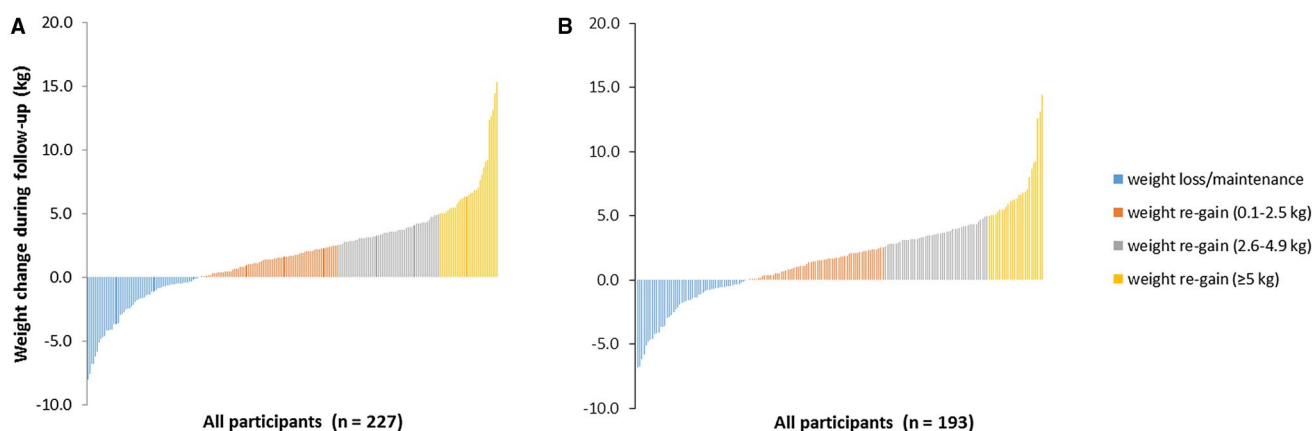 A
Weight change during follow-up (kg)
20.0
15.0
10.0
5.0
0.0
-5.0
-10.0
All participants (n = 227)
B
20.0
15.0
10.0
5.0
0.0
-5.0
-10.0
All participants (n = 193)
weight loss/maintenance
weight re-gain (0.1-2.5 kg)
weight re-gain (2.6-4.9 kg)
weight re-gain (≥5 kg)